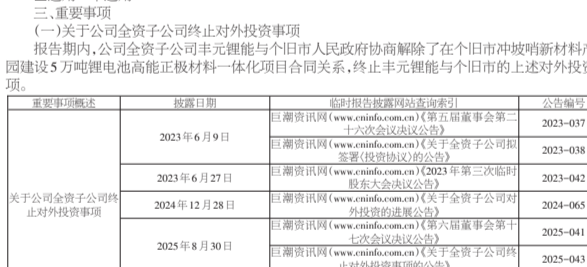 三、重要事项
(一)关于公司全资子公司终止对外投资事项
报告期内,公司全资子公司丰元锂能与个旧市人民政府协商解除了在个旧市冲坡哨新材料
园建设5万吨锂电池高能正极材料一体化项目合同关系,终止丰元锂能与个旧市的上述对外投资
项。
重要事项概述 披露日期 临时报告披露网站查询索引 公告编号
关于公司全资子公司终
止对外投资事项
2023年6月9日
巨潮资讯网(www.cninfo.com.cn)《第五届董事会第二
十六次会议决议公告》
2023-037
巨潮资讯网(www.cninfo.com.cn)《关于全资子公司拟
签署〈投资协议〉的公告》
2023-038
2023年6月27日
巨潮资讯网(www.cninfo.com.cn)《2023年第三次临时
股东大会决议公告》
2023-042
2024年12月28日
巨潮资讯网(www.cninfo.com.cn)《关于全资子公司对
外投资的进展公告》
2024-065
2025年8月30日
巨潮资讯网(www.cninfo.com.cn)《第六届董事会第十
七次会议决议公告》
2025-041
巨潮资讯网(www.cninfo.com.cn)《关于全资子公司终
止对外投资事项的公告》
2025-043